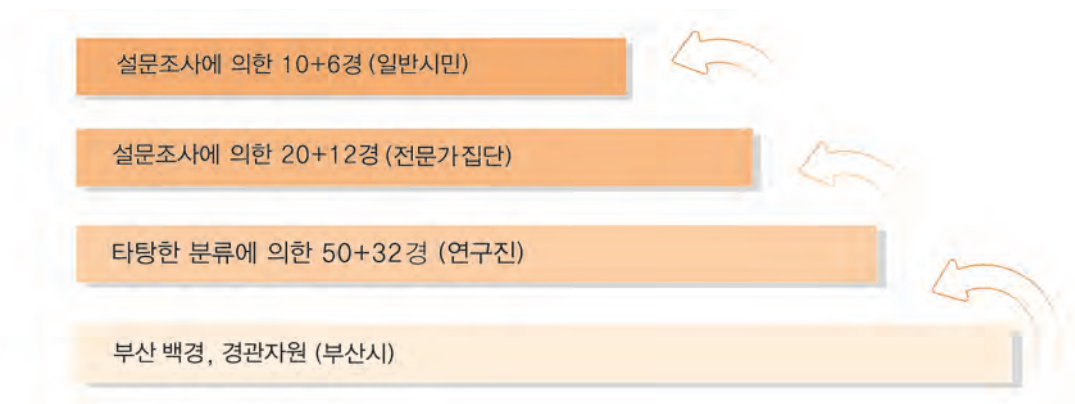 설문조사에 의한 10+6경 (일반시민)
설문조사에 의한 20+12경 (전문가집단)
타탕한 분류에 의한 50+32경 (연구진)
부산 백경, 경관자원 (부산시)